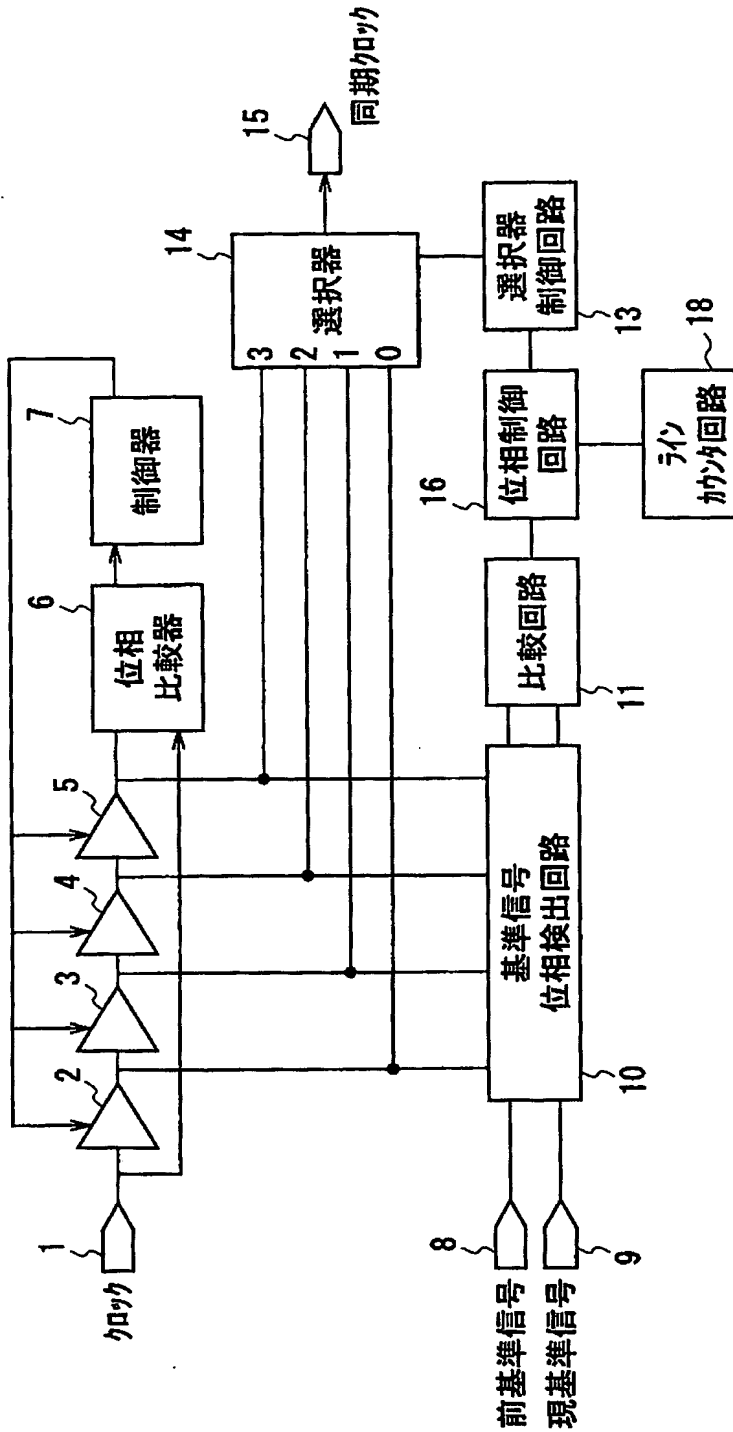 1
クロック
2
3
4
5
6
位相
比較器
7
制御器
14
選択器
3
2
1
0
15
同期クロック
8
前基準信号
9
現基準信号
10
基準信号
位相検出回路
11
比較回路
16
位相制御
回路
13
選択器
制御回路
18
ライン
カウンタ回路